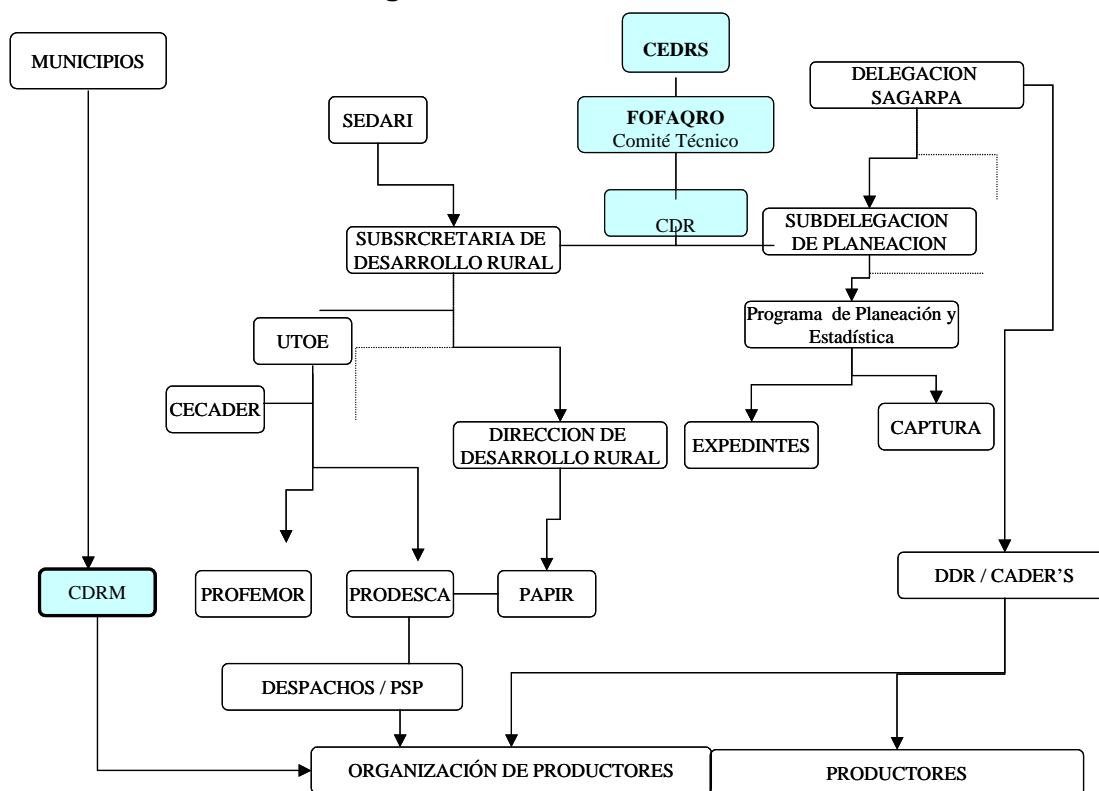 MUNICIPIOS
CEDRS
DELEGACION
SAGARPA
SEDARI
FOFAQRO
Comité Técnico
CDR
SUBSRCRETARIA DE
DESARROLLO RURAL
SUBDELEGACION
DE PLANEACION
Programa de Planeación y
Estadística
UTOE
CECADER
DIRECCION DE
DESARROLLO RURAL
EXPEDINTES
CAPTURA
CDRM
PROFEMOR
PRODESCA
PAPIR
DDR / CADER'S
DESPACHOS / PSP
ORGANIZACIÓN DE PRODUCTORES
PRODUCTORES